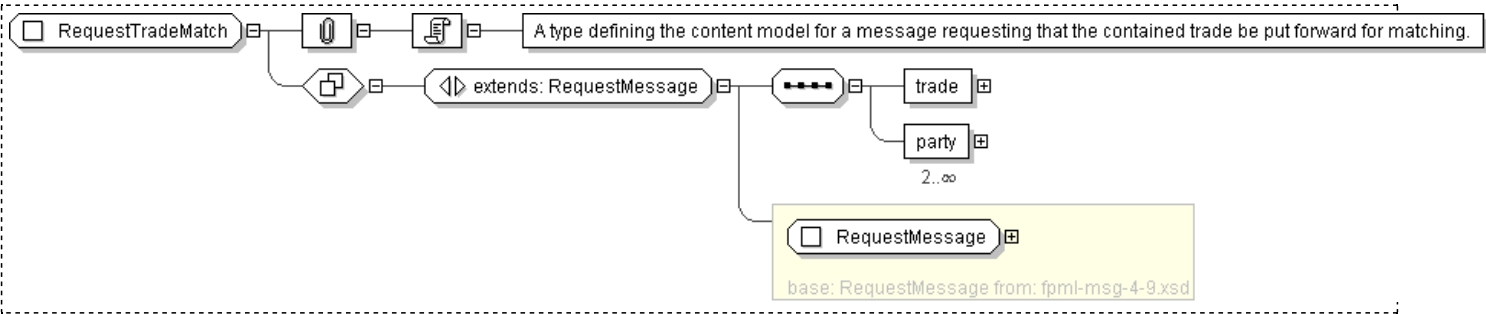 RequestTradeMatch
A type defining the content model for a message requesting that the contained trade be put forward for matching.
extends: RequestMessage
trade
party
2..∞
RequestMessage
base: RequestMessage from: fpml-msg-4-9.xsd